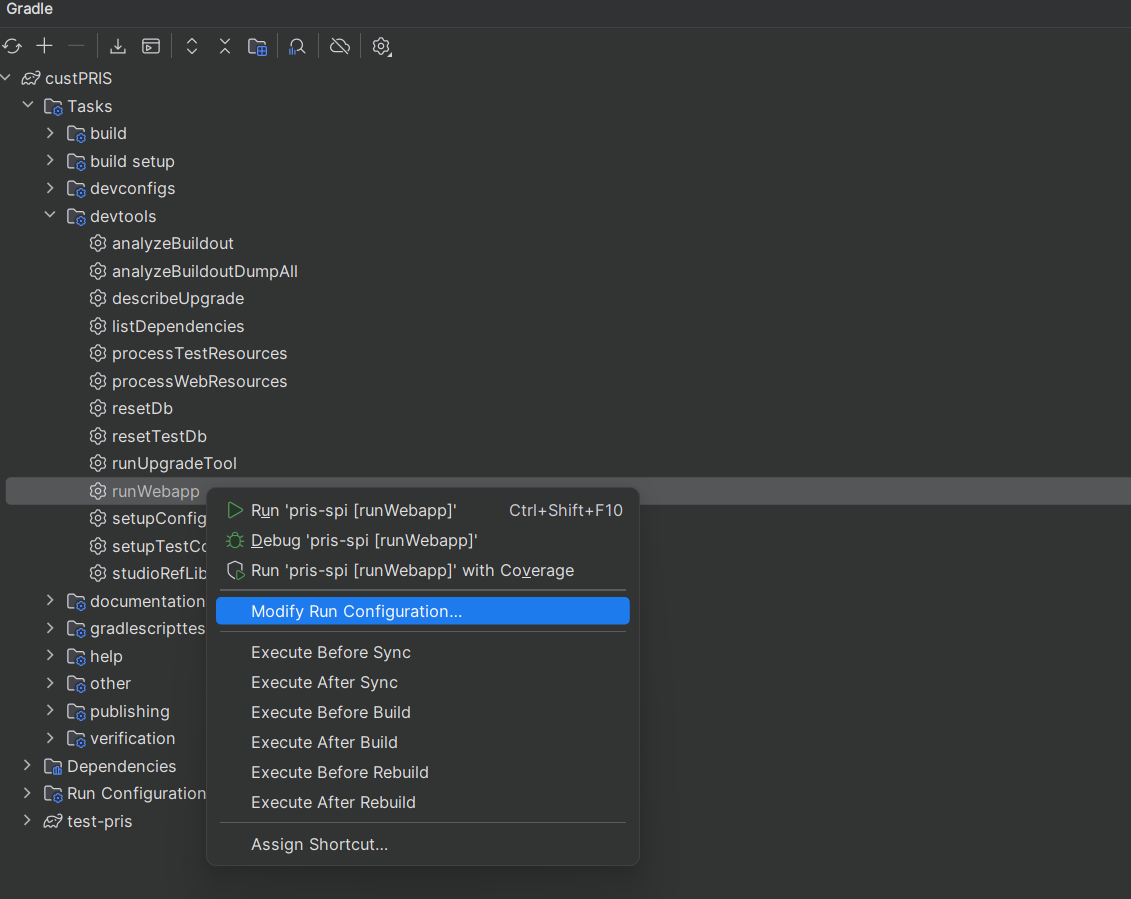 Gradle
custPRIS
Tasks
build
build setup
devconfigs
devtools
analyzeBuildout
analyzeBuildoutDumpAll
describeUpgrade
listDependencies
processTestResources
processWebResources
resetDb
resetTestDb
runUpgradeTool
runWebapp
setupConfig
setupTestCo
studioRefLib
documentation
gradlescripttes
help
other
publishing
verification
Dependencies
Run Configuration
test-pris
Run 'pris-spi [runWebapp]' Ctrl+Shift+F10
Debug 'pris-spi [runWebapp]'
Run 'pris-spi [runWebapp]' with Coverage
Modify Run Configuration...
Execute Before Sync
Execute After Sync
Execute Before Build
Execute After Build
Execute Before Rebuild
Execute After Rebuild
Assign Shortcut...